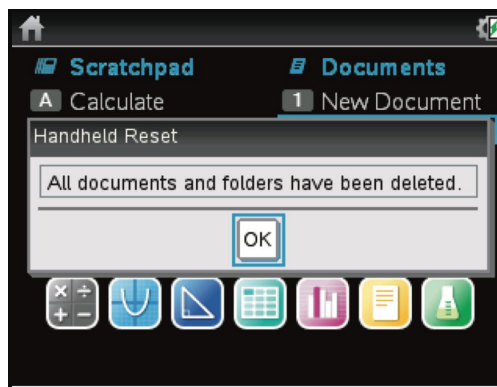 Scratchpad
Documents
A Calculate
1 New Document
Handheld Reset
All documents and folders have been deleted.
OK